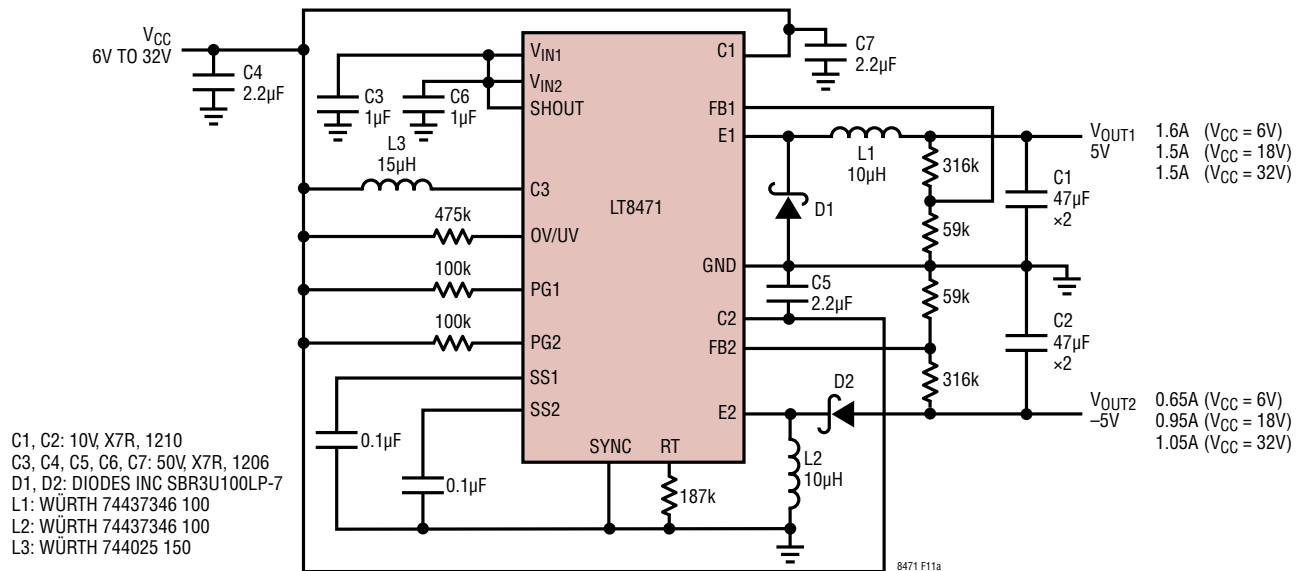 VCC
6V TO 32V
C4
2.2µF
C3
1µF
C6
1µF
L3
15µH
475k
100k
100k
0.1µF
0.1µF
VIN1
VIN2
SHOUT
C3
OV/UV
PG1
PG2
SS1
SS2
SYNC
RT
LT8471
C1
FB1
E1
GND
C2
FB2
E2
187k
C7
2.2µF
L1
10µH
D1
316k
59k
C1
47µF
×2
C5
2.2µF
59k
316k
C2
47µF
×2
D2
L2
10µH
VOUT1
5V
1.6A (VCC = 6V)
1.5A (VCC = 18V)
1.5A (VCC = 32V)
VOUT2
–5V
0.65A (VCC = 6V)
0.95A (VCC = 18V)
1.05A (VCC = 32V)
C1, C2: 10V, X7R, 1210
C3, C4, C5, C6, C7: 50V, X7R, 1206
D1, D2: DIODES INC SBR3U100LP-7
L1: WÜRTH 74437346 100
L2: WÜRTH 74437346 100
L3: WÜRTH 744025 150
8471 F11a